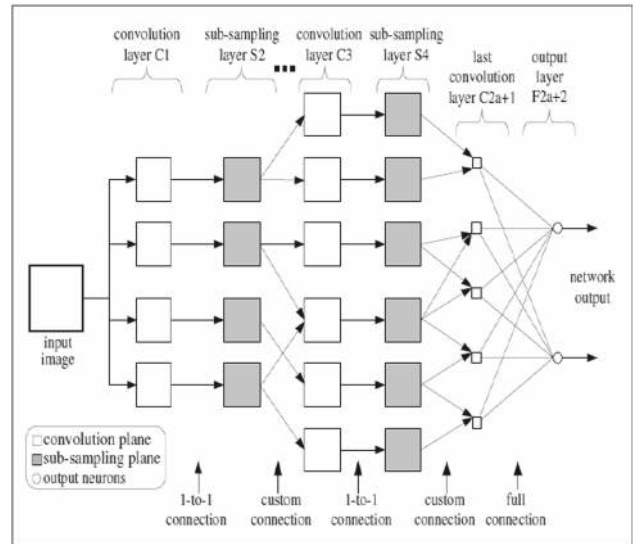 convolution
layer C1
sub-sampling
layer S2
convolution
layer C3
sub-sampling
layer S4
last
convolution
layer C2a+1
output
layer
F2a+2
input
image
network
output
convolution plane
sub-sampling plane
output neurons
1-to-1
connection
custom
connection
1-to-1
connection
custom
connection
full
connection